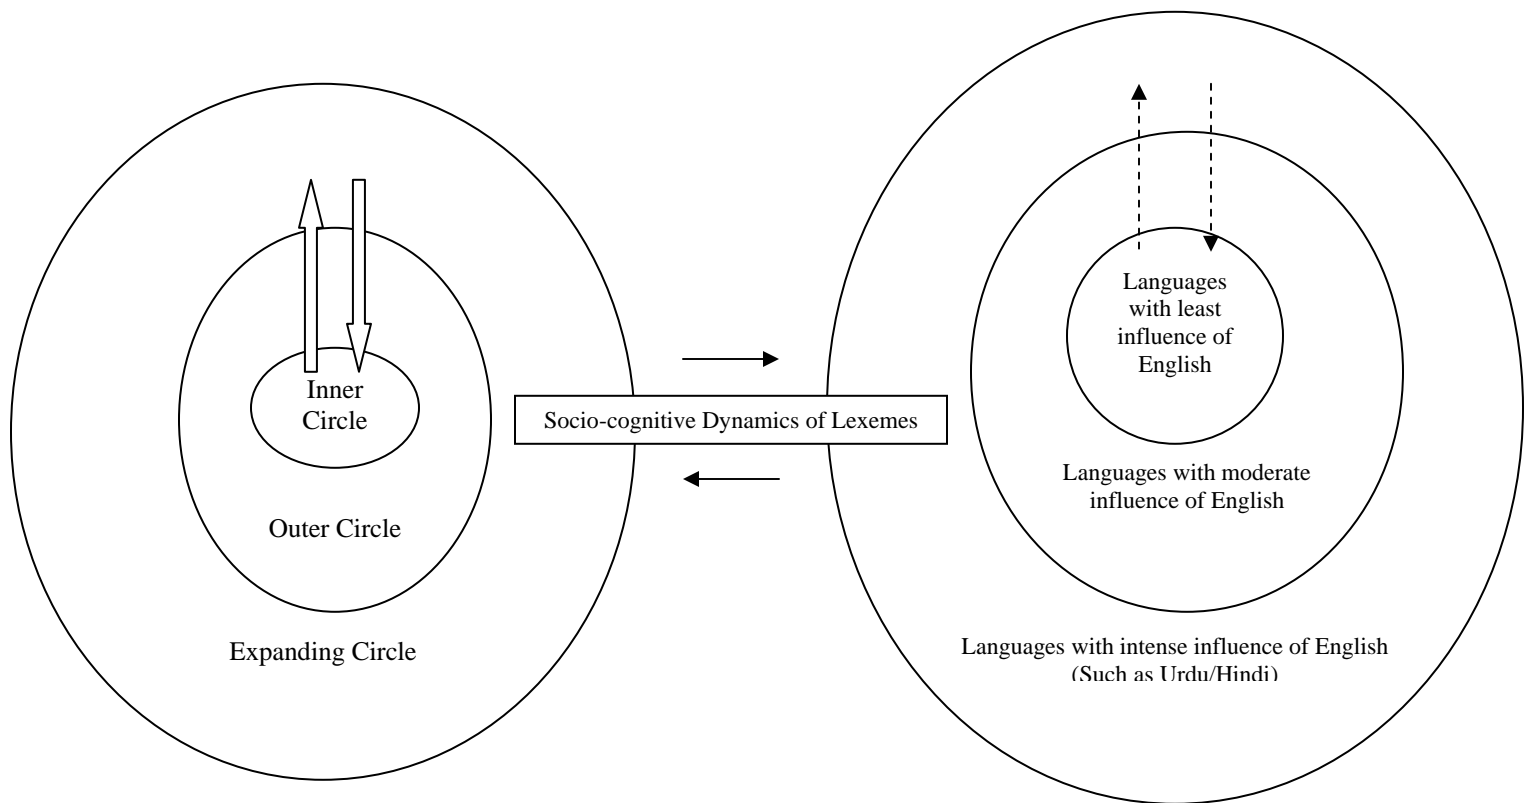 Inner
Circle
Outer Circle
Expanding Circle
Socio-cognitive Dynamics of Lexemes
Languages
with least
influence of
English
Languages with moderate
influence of English
Languages with intense influence of English
(Such as Urdu/Hindi)